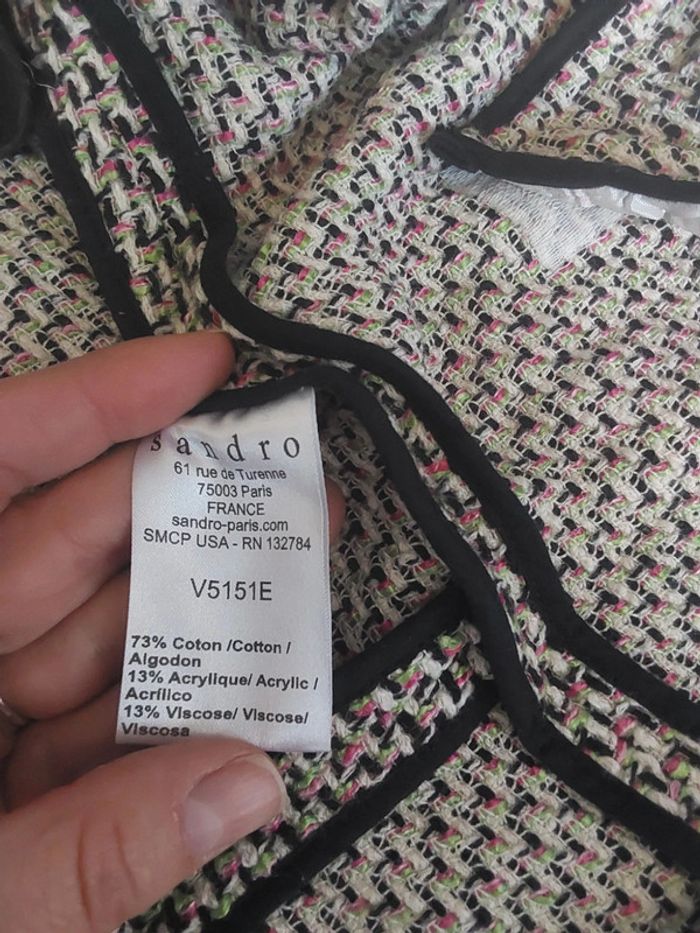 sandro
61 rue de Turenne
75003 Paris
FRANCE
sandro-paris.com
SMCP USA - RN 132784
V5151E
73% Coton /Cotton /
Algodon
13% Acrylique/ Acrylic /
Acrílico
13% Viscose/ Viscose/
Viscosa